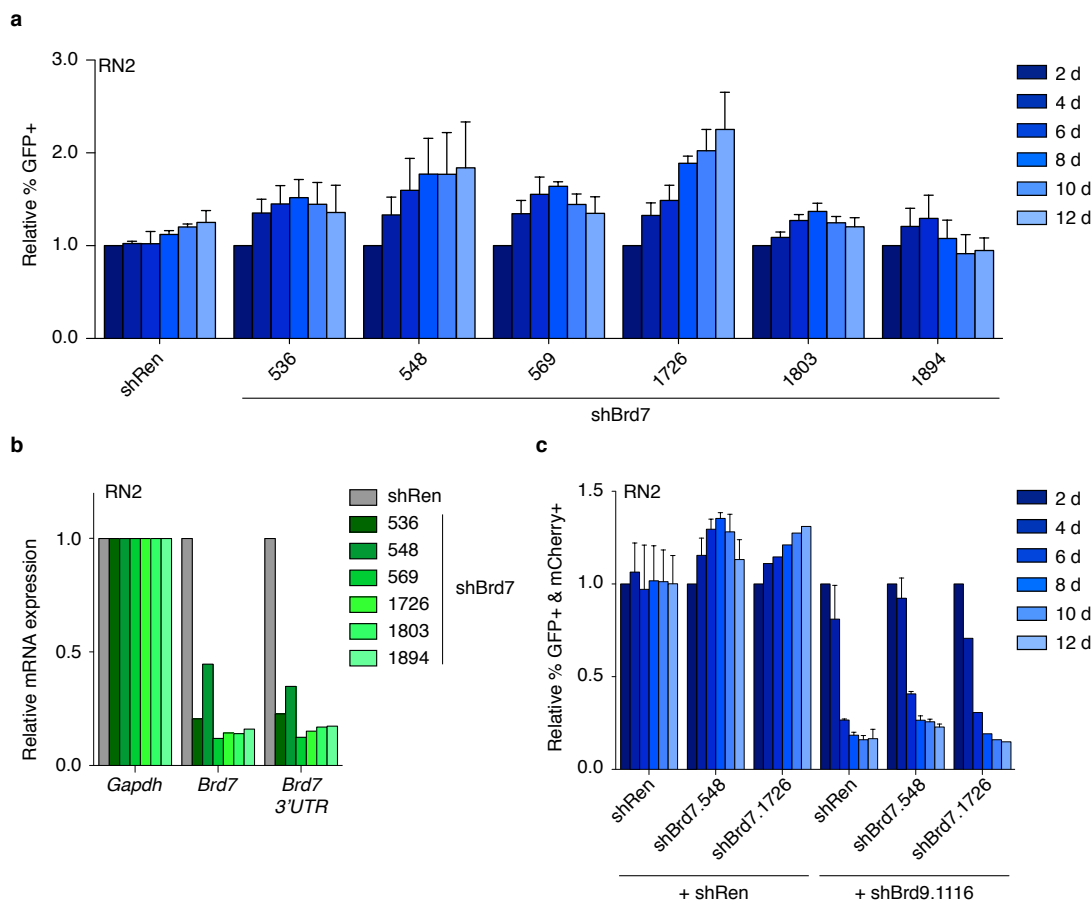 a
RN2
Relative % GFP+
3.0
2.0
1.0
0.0
shRen
536
548
569
1726
1803
1894
shBrd7
2 d
4 d
6 d
8 d
10 d
12 d
b
RN2
Relative mRNA expression
1.0
0.5
0.0
Gapdh
Brd7
Brd7
3'UTR
shRen
536
548
569
1726
1803
1894
shBrd7
c
RN2
Relative % GFP+ & mCherry+
1.5
1.0
0.5
0.0
shRen
shBrd7.548
shBrd7.1726
shRen
shBrd7.548
shBrd7.1726
+ shRen
+ shBrd9.1116
2 d
4 d
6 d
8 d
10 d
12 d